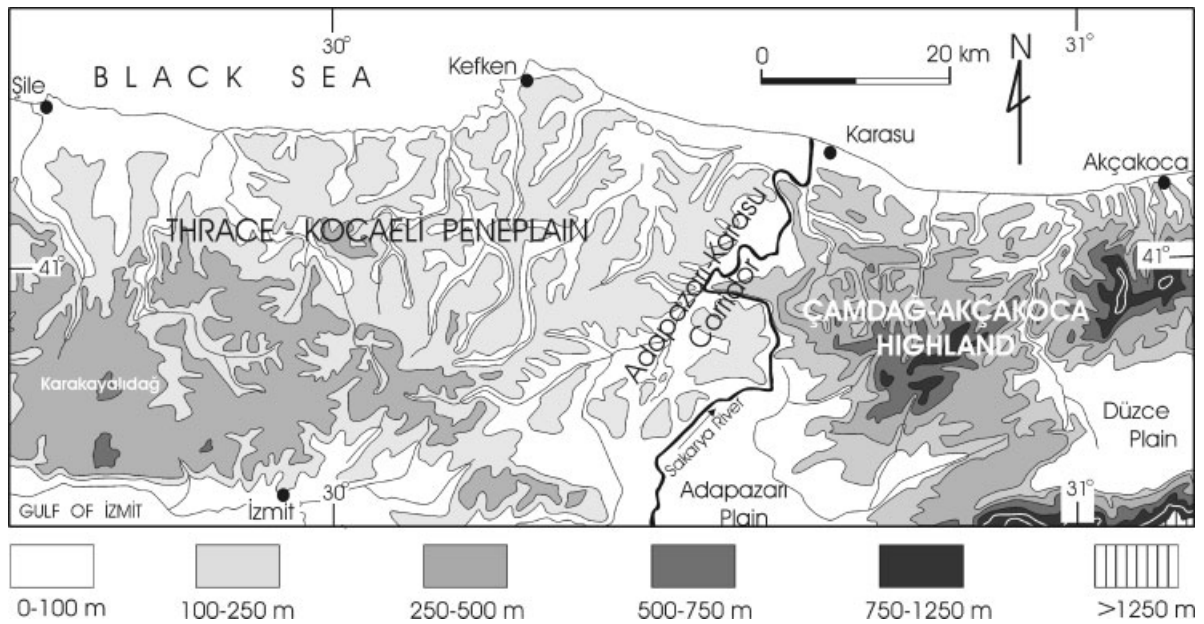 30°
31°
0
20 km
N
BLACK SEA
Kefken
Şile
Karasu
Akçakoca
THRACE - KOCAELİ PENEPLAIN
Adapazarı-Karasu
Corridor
41°
41°
ÇAMDAG-AKÇAKOCA
HIGHLAND
Karakayalıdağ
Düzce
Plain
Sakarya River
Adapazarı
Plain
GULF OF İZMİT
İzmit
30°
31°
0-100 m
100-250 m
250-500 m
500-750 m
750-1250 m
>1250 m